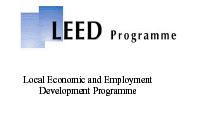 LEED Programme
Local Economic and Employment
Development Programme